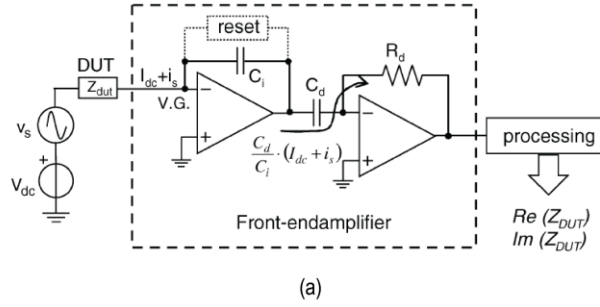 reset
DUT
Z_dut
I_dc+i_s
C_i
V.G.
C_d
R_d
−
+
−
+
v_s
+
V_dc
C_d/C_i · (I_dc + i_s)
processing
Front-endamplifier
Re (Z_DUT)
Im (Z_DUT)
(a)